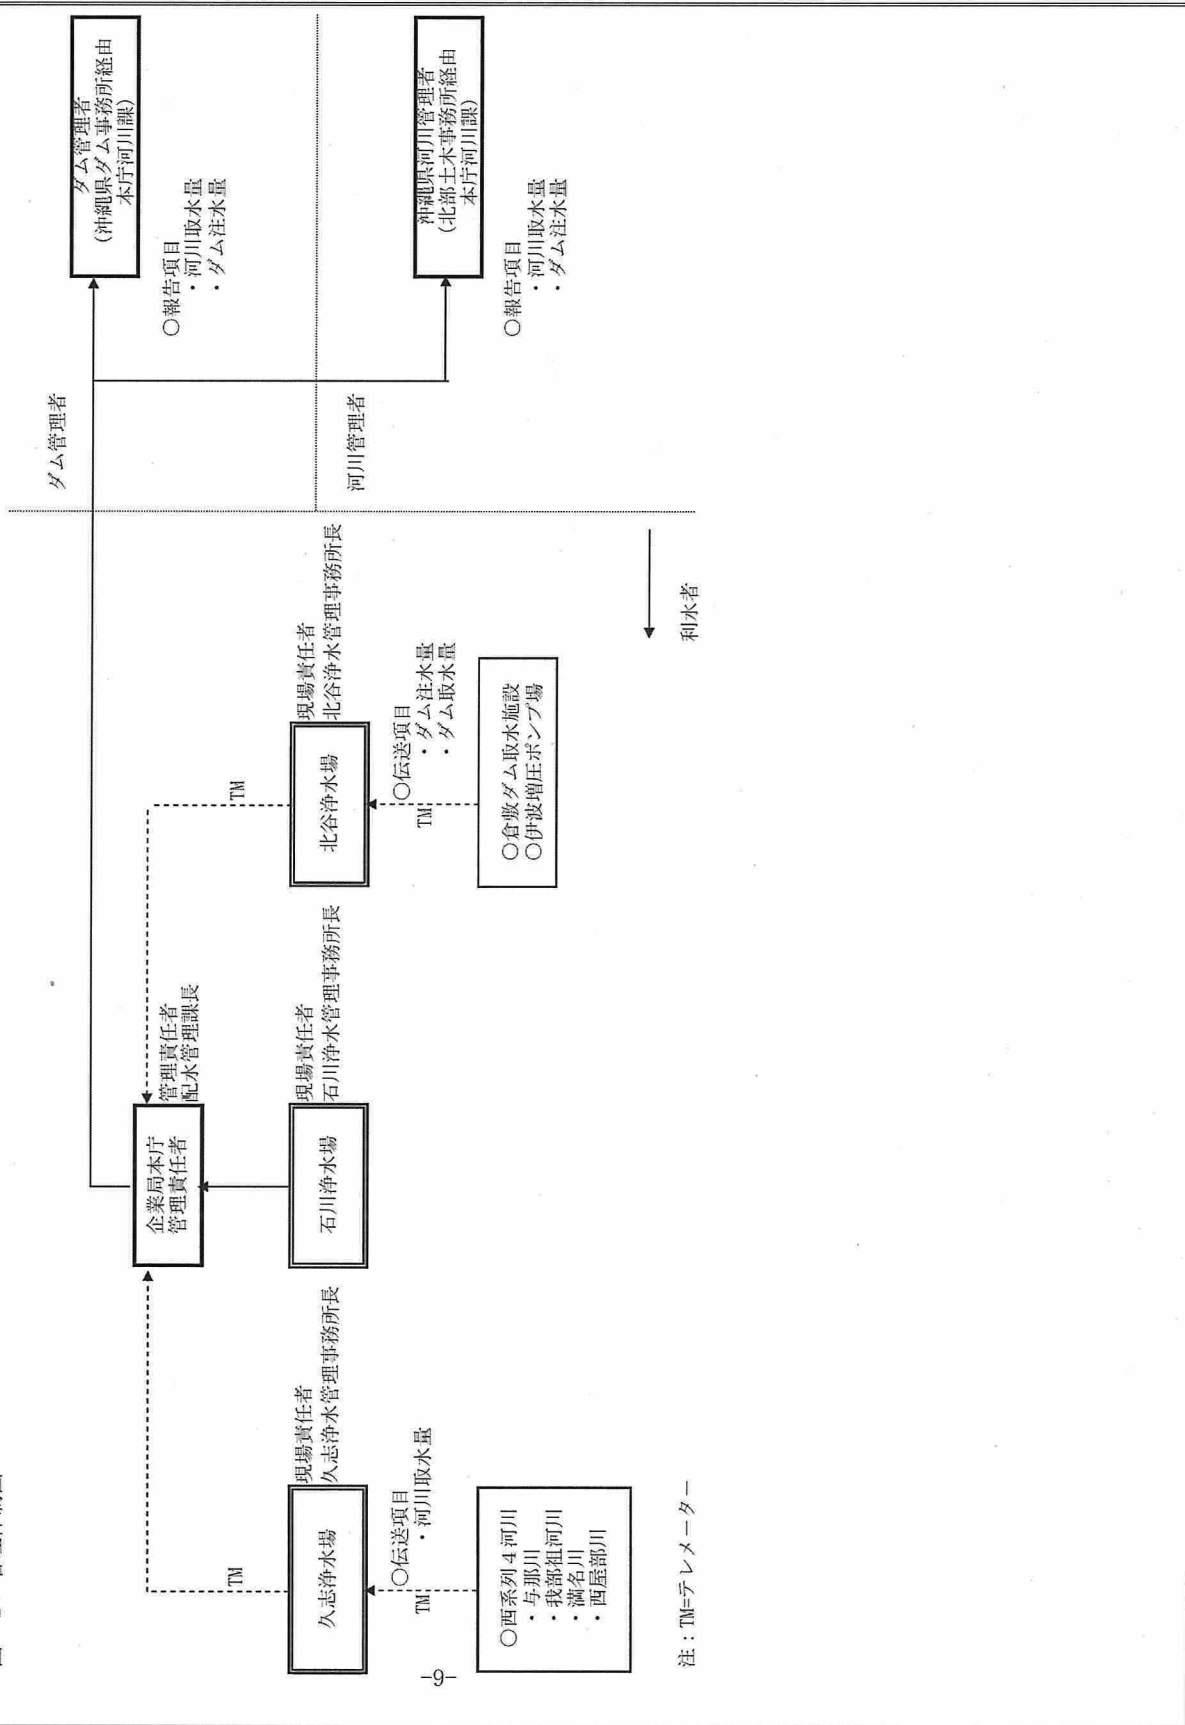 ダム管理者
ダム管理者
(沖縄県ダム事務所経由
本庁河川課)
○報告項目
・河川取水量
・ダム注水量
河川管理者
沖縄県河川管理者
(北部土木事務所経由
本庁河川課)
○報告項目
・河川取水量
・ダム注水量
企業局本庁
管理責任者
管理責任者
配水管理課長
TM
TM
久志浄水場
現場責任者
久志浄水管理事務所長
石川浄水場
現場責任者
石川浄水管理事務所長
北谷浄水場
現場責任者
北谷浄水管理事務所長
TM
○伝送項目
・河川取水量
TM
○伝送項目
・ダム注水量
・ダム取水量
○西系列4河川
・与那川
・我部祖河川
・満名川
・西屋部川
○倉敷ダム取水施設
○伊波増圧ポンプ場
利水者
注：TM=テレメーター
-9-